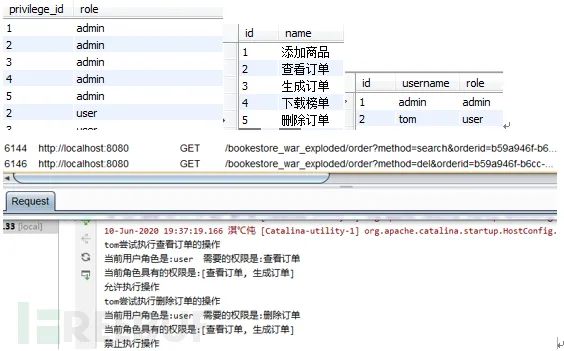 privilege_id role
1 admin
2 admin
3 admin
4 admin
5 admin
2 user
3 user
id name
1 添加商品
2 查看订单
3 生成订单
4 下载榜单
5 删除订单
id username role
1 admin admin
2 tom user
6144 http://localhost:8080 GET /bookestore_war_exploded/order?method=search&orderid=b59a946f-b6...
6146 http://localhost:8080 GET /bookestore_war_exploded/order?method=del&orderid=b59a946f-b6cc-...
Request
.33 [local]
10-Jun-2020 19:37:19.166 淇℃伅 [Catalina-utility-1] org.apache.catalina.startup.HostConfig.
tom尝试执行查看订单的操作
当前用户角色是:user 需要的权限是:查看订单
当前角色具有的权限是:[查看订单, 生成订单]
允许执行操作
tom尝试执行删除订单的操作
当前用户角色是:user 需要的权限是:删除订单
当前角色具有的权限是:[查看订单, 生成订单]
禁止执行操作